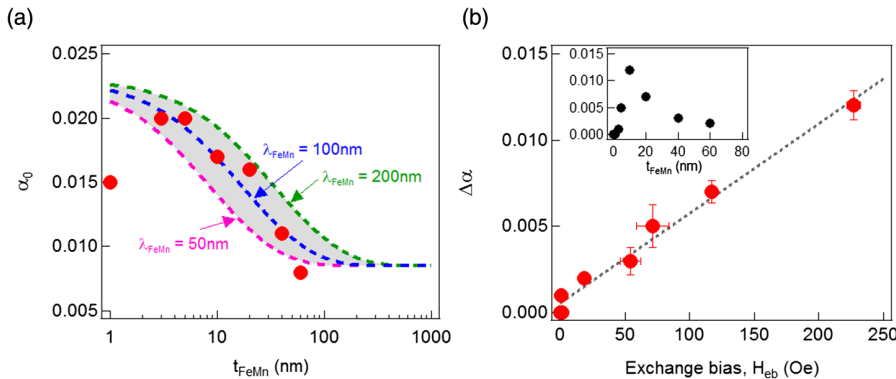 (a)
α₀
0.025
0.020
0.015
0.010
0.005
λFeMn = 100nm
λFeMn = 200nm
λFeMn = 50nm
1
10
100
1000
tFeMn (nm)
(b)
Δα
0.015
0.010
0.005
0.000
0.015
0.010
0.005
0.000
0 20 40 60 80
tFeMn (nm)
0 50 100 150 200 250
Exchange bias, Heb (Oe)